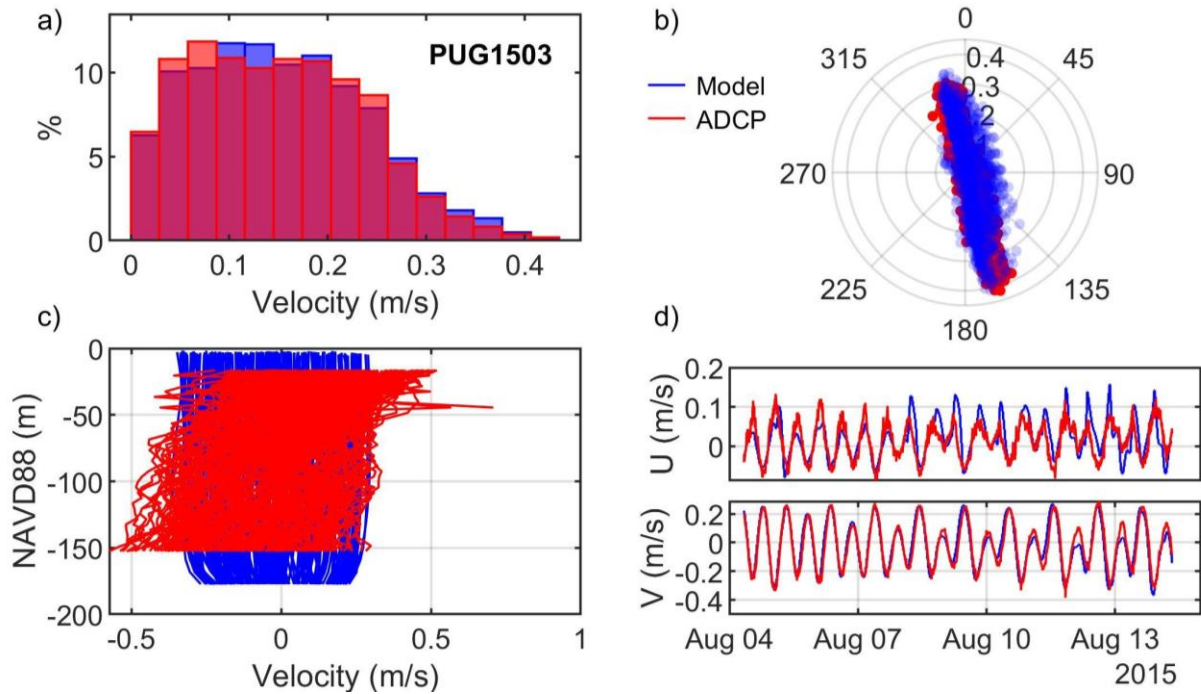 a)
PUG1503
10
5
0
%
0 0.1 0.2 0.3 0.4
Velocity (m/s)
b)
0
45
90
135
180
225
270
315
0.4
0.3
.2
Model
ADCP
c)
0
-50
-100
-150
-200
NAVD88 (m)
-0.5 0 0.5 1
Velocity (m/s)
d)
0.2
0.1
0
U (m/s)
0.2
0
-0.2
-0.4
V (m/s)
Aug 04 Aug 07 Aug 10 Aug 13
2015